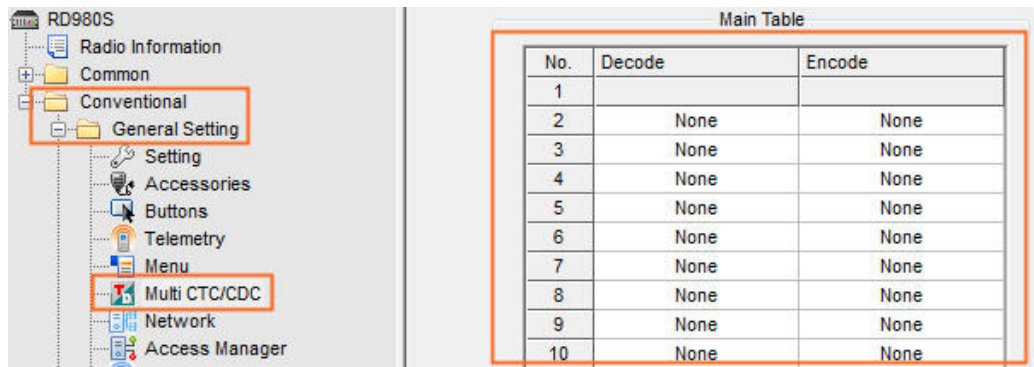 RD980S
Radio Information
Common
Conventional
General Setting
Setting
Accessories
Buttons
Telemetry
Menu
Multi CTC/CDC
Network
Access Manager
Main Table
No. Decode Encode
1
2 None None
3 None None
4 None None
5 None None
6 None None
7 None None
8 None None
9 None None
10 None None